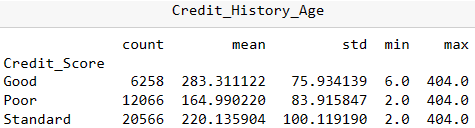 Credit_History_Age
count mean std min max
Credit_Score
Good 6258 283.311122 75.934139 6.0 404.0
Poor 12066 164.990220 83.915847 2.0 404.0
Standard 20566 220.135904 100.119190 2.0 404.0